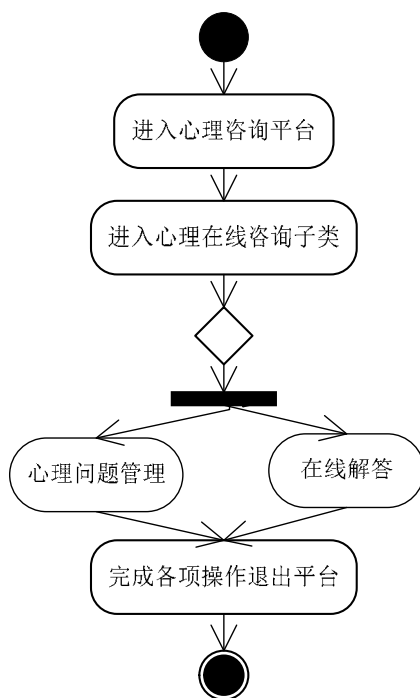 进入心理咨询平台
进入心理在线咨询子类
心理问题管理
在线解答
完成各项操作退出平台